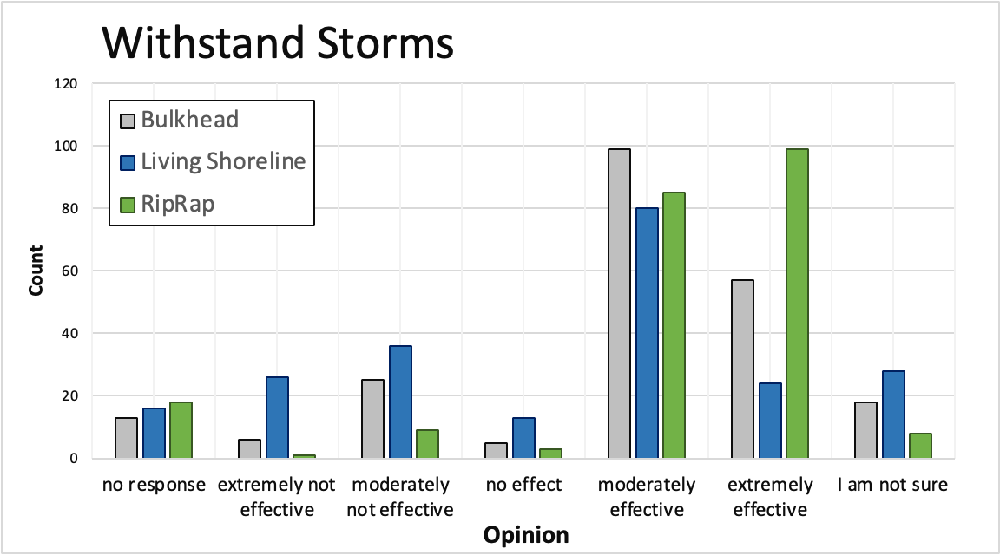 Withstand Storms
120
100
80
60
40
20
0
Bulkhead
Living Shoreline
RipRap
Count
no response
extremely not
effective
moderately
not effective
no effect
moderately
effective
extremely
effective
I am not sure
Opinion